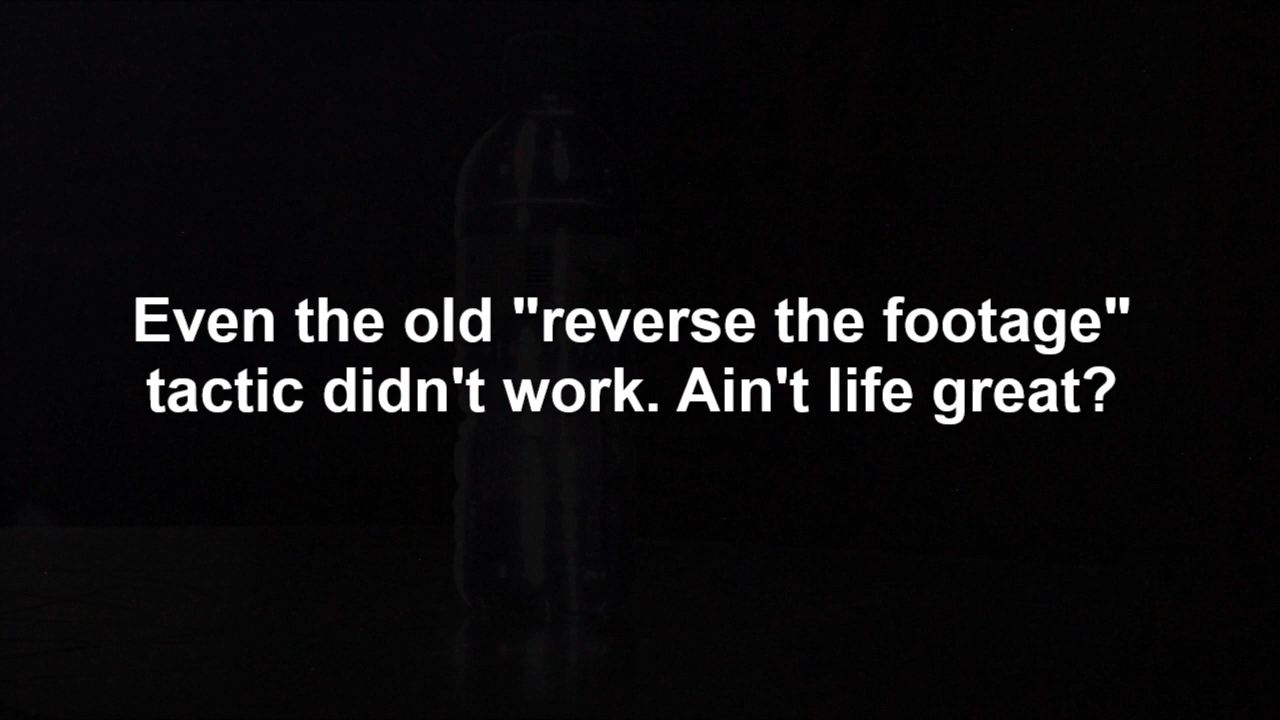 Even the old "reverse the footage"
tactic didn't work. Ain't life great?